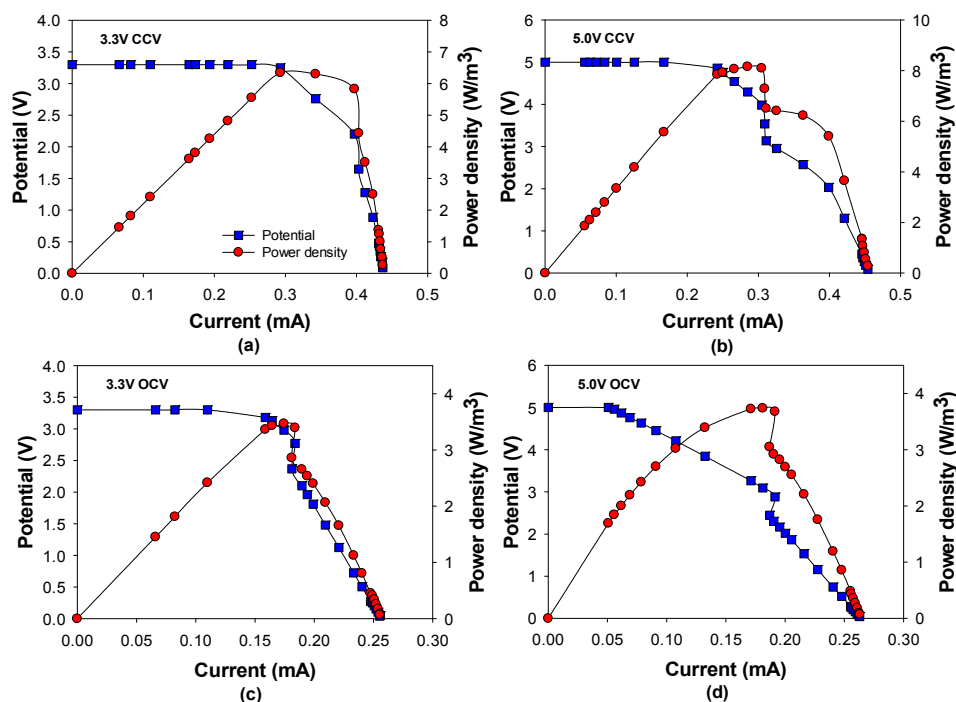 3.3V CCV
Potential (V)
4.0
3.5
3.0
2.5
2.0
1.5
1.0
0.5
0.0
Potential
Power density
8
7
6
5
4
3
2
1
0
Power density (W/m3)
0.0 0.1 0.2 0.3 0.4 0.5
Current (mA)
(a)
5.0V CCV
Potential (V)
6
5
4
3
2
1
0
10
8
6
4
2
0
Power density (W/m3)
0.0 0.1 0.2 0.3 0.4 0.5
Current (mA)
(b)
3.3V OCV
Potential (V)
4.0
3.5
3.0
2.5
2.0
1.5
1.0
0.5
0.0
4
3
2
1
0
Power density (W/m3)
0.00 0.05 0.10 0.15 0.20 0.25 0.30
Current (mA)
(c)
5.0V OCV
Potential (V)
6
5
4
3
2
1
0
4
3
2
1
0
Power density (W/m3)
0.00 0.05 0.10 0.15 0.20 0.25 0.30
Current (mA)
(d)